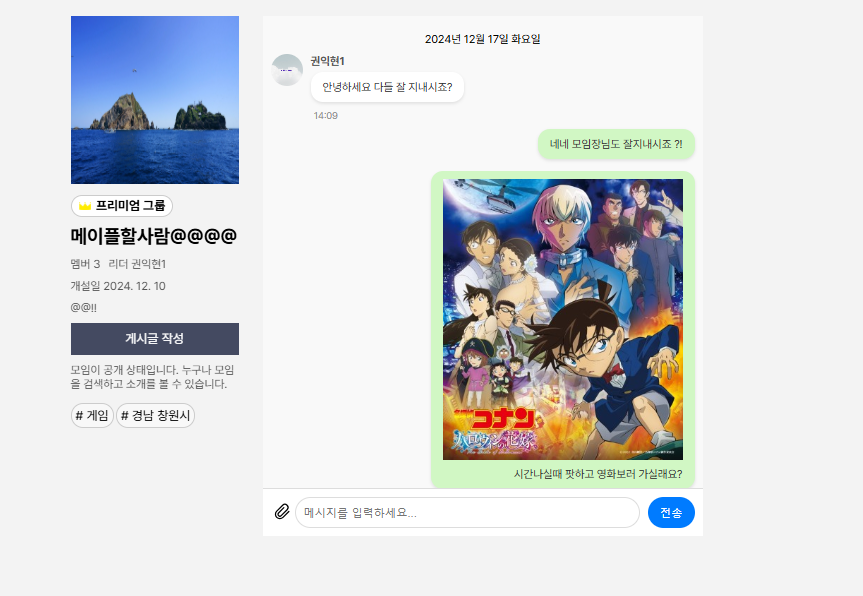 프리미엄 그룹
메이플할사람@@@@
멤버 3 리더 권익현1
개설일 2024. 12. 10
@@!!
게시글 작성
모임이 공개 상태입니다. 누구나 모임
을 검색하고 소개를 볼 수 있습니다.
# 게임 # 경남 창원시
2024년 12월 17일 화요일
권익현1
안녕하세요 다들 잘 지내시죠?
14:09
네네 모임장님도 잘지내시죠 ?!
コナン
ハロウィンの花嫁
시간나실때 팟하고 영화보러 가실래요?
메시지를 입력하세요...
전송